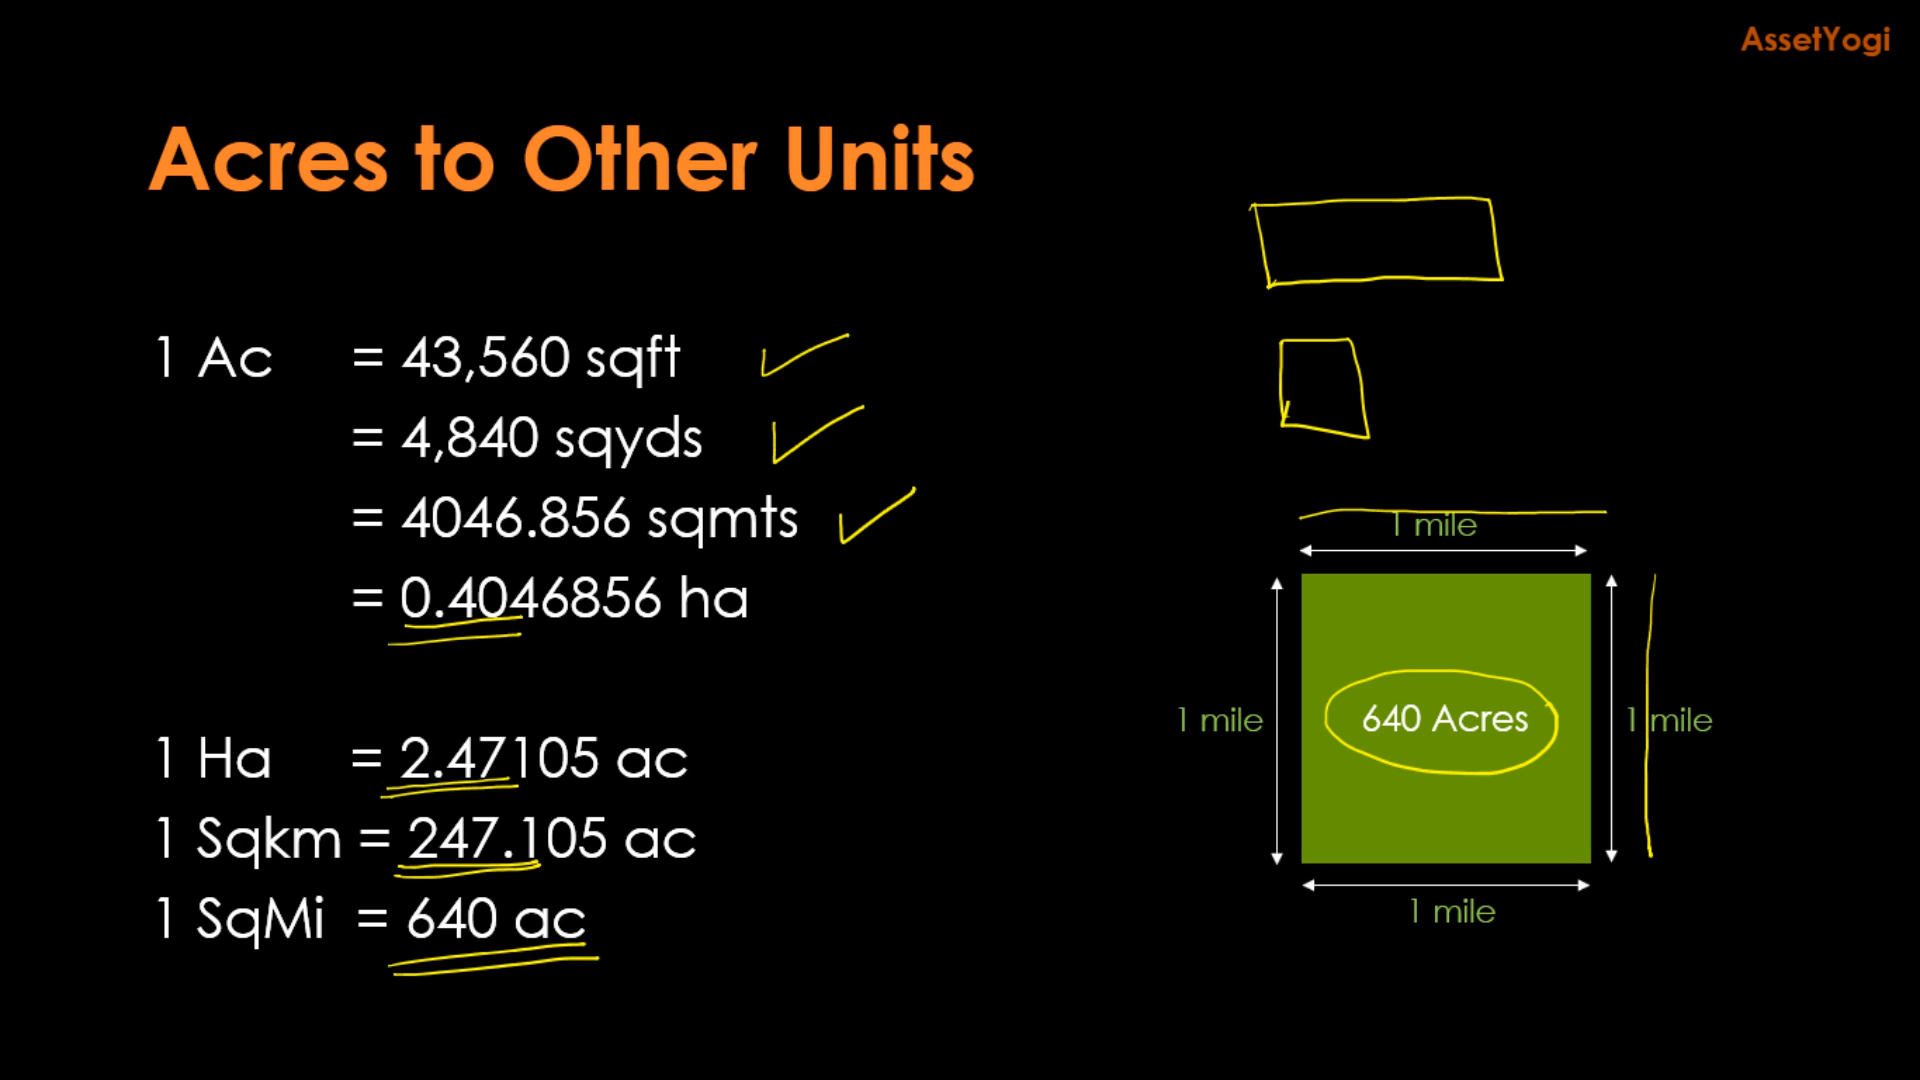 AssetYogi
Acres to Other Units
1 Ac = 43,560 sqft
= 4,840 sqyds
= 4046.856 sqmts
= 0.4046856 ha
1 Ha = 2.47105 ac
1 Sqkm = 247.105 ac
1 SqMi = 640 ac
1 mile
1 mile
640 Acres
1 mile
1 mile